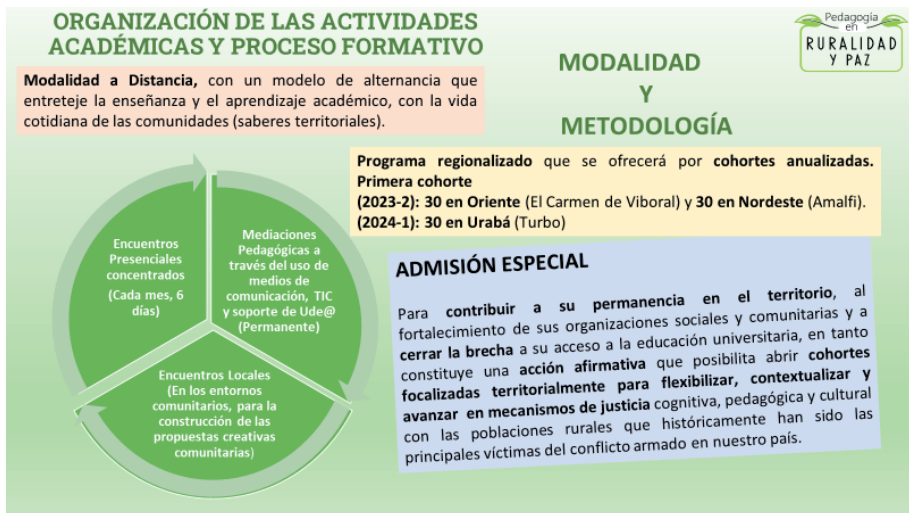 ORGANIZACIÓN DE LAS ACTIVIDADES
ACADÉMICAS Y PROCESO FORMATIVO
Pedagogía
en
RURALIDAD
Y PAZ
Modalidad a Distancia, con un modelo de alternancia que
entreteje la enseñanza y el aprendizaje académico, con la vida
cotidiana de las comunidades (saberes territoriales).
MODALIDAD
Y
METODOLOGÍA
Programa regionalizado que se ofrecerá por cohortes anualizadas.
Primera cohorte
(2023-2): 30 en Oriente (El Carmen de Viboral) y 30 en Nordeste (Amalfi).
(2024-1): 30 en Urabá (Turbo)
Encuentros
Presenciales
concentrados
(Cada mes, 6
días)
Mediaciones
Pedagógicas a
través del uso de
medios de
comunicación, TIC
y soporte de Ude@
(Permanente)
Encuentros Locales
(En los entornos
comunitarios, para la
construcción de las
propuestas creativas
comunitarias)
ADMISIÓN ESPECIAL
Para contribuir a su permanencia en el territorio, al
fortalecimiento de sus organizaciones sociales y comunitarias y a
cerrar la brecha a su acceso a la educación universitaria, en tanto
constituye una acción afirmativa que posibilita abrir cohortes
focalizadas territorialmente para flexibilizar, contextualizar y
avanzar en mecanismos de justicia cognitiva, pedagógica y cultural
con las poblaciones rurales que históricamente han sido las
principales víctimas del conflicto armado en nuestro país.